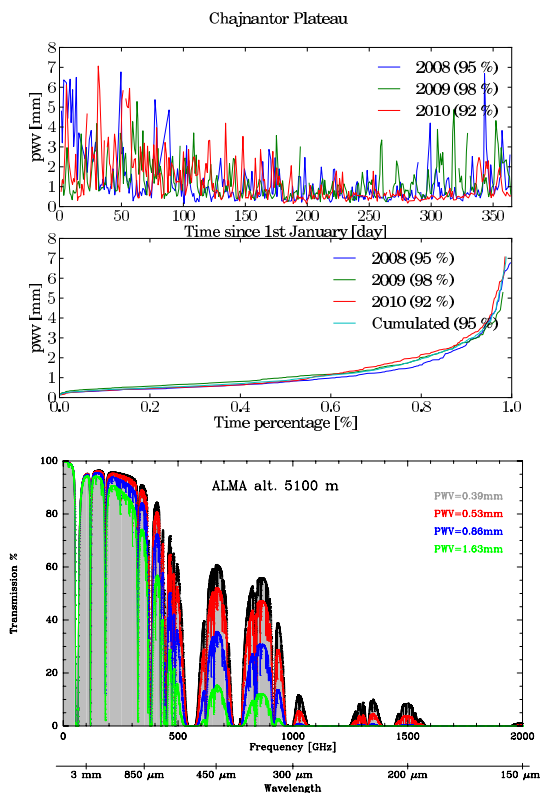 Chajnantor Plateau
8
7
6
5
4
3
2
1
0
pwv [mm]
2008 (95 %)
2009 (98 %)
2010 (92 %)
0 50 100 150 200 250 300 350
Time since 1st January [day]
8
7
6
5
4
3
2
1
0
pwv [mm]
2008 (95 %)
2009 (98 %)
2010 (92 %)
Cumulated (95 %)
0.0 0.2 0.4 0.6 0.8 1.0
Time percentage [%]
100
80
60
40
20
0
Transmission %
ALMA alt. 5100 m
PWV=0.39mm
PWV=0.53mm
PWV=0.86mm
PWV=1.63mm
0 500 1000 1500 2000
Frequency [GHz]
3 mm 850 μm 450 μm 300 μm 200 μm 150 μm
Wavelength